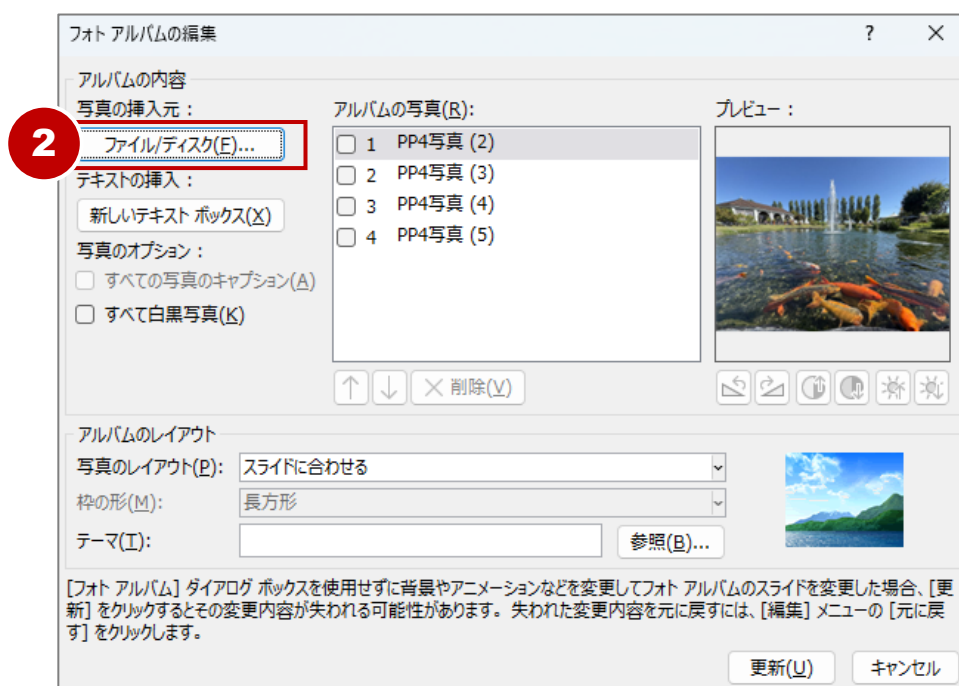 フォト アルバムの編集
?
アルバムの内容
写真の挿入元：
アルバムの写真(R):
プレビュー：
2
ファイル/ディスク(F)...
1 PP4写真 (2)
2 PP4写真 (3)
3 PP4写真 (4)
4 PP4写真 (5)
テキストの挿入：
新しいテキスト ボックス(X)
写真のオプション：
すべての写真のキャプション(A)
すべて白黒写真(K)
削除(V)
アルバムのレイアウト
写真のレイアウト(P):
スライドに合わせる
枠の形(M):
長方形
テーマ(T):
参照(B)...
[フォト アルバム] ダイアログ ボックスを使用せずに背景やアニメーションなどを変更してフォト アルバムのスライドを変更した場合、[更
新] をクリックするとその変更内容が失われる可能性があります。失われた変更内容を元に戻すには、[編集] メニューの [元に戻
す] をクリックします。
更新(U)
キャンセル